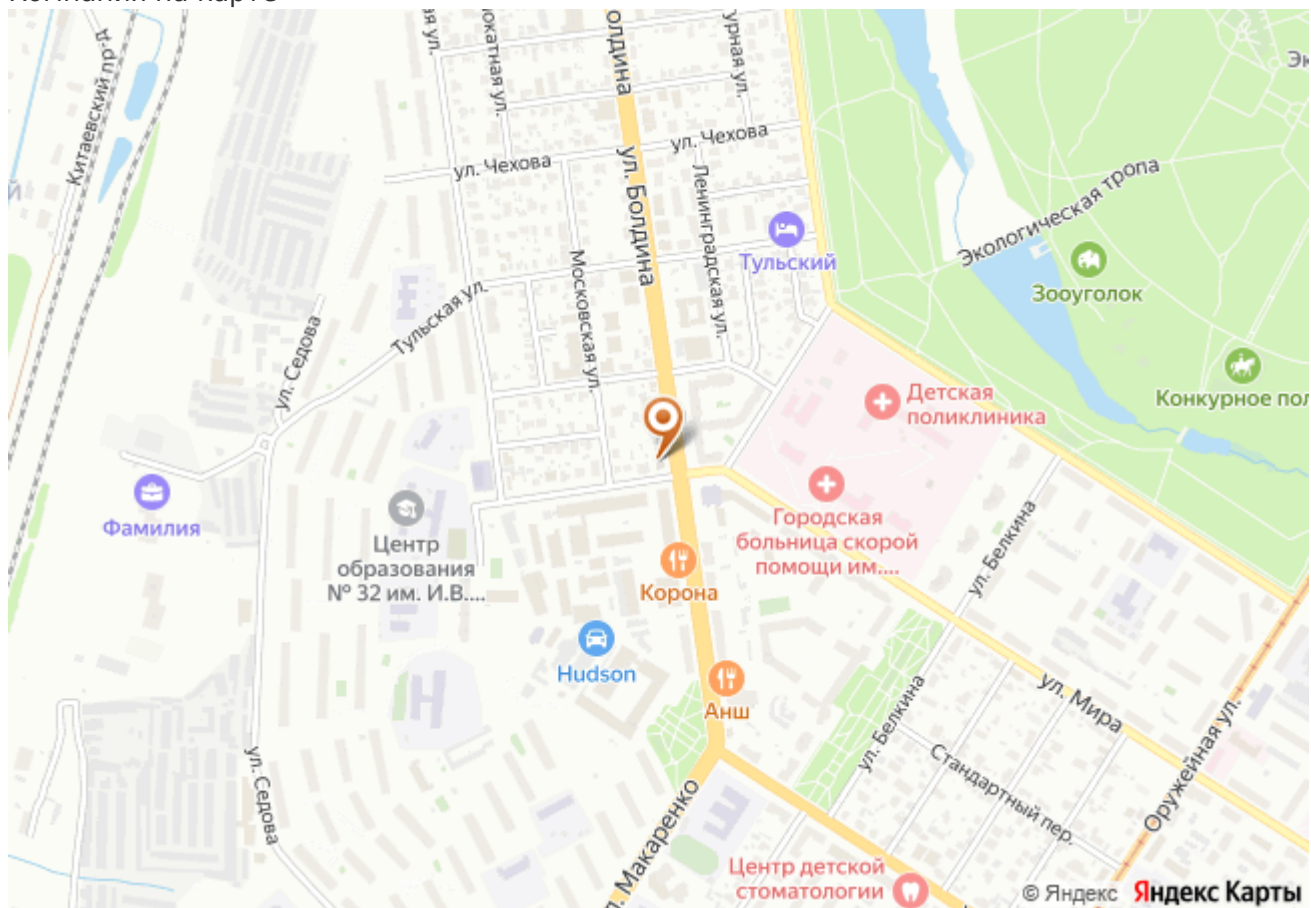 Компания на карте
Китаевский пр-д
ул. Чехова
ул. Чехова
ул. Болдина
Ленинградская ул.
Московская ул.
Экологическая тропа
Тульский
Зооуголок
Тульская ул.
ул. Седова
Конкурное пол
Детская
поликлиника
Городская
больница скорой
помощи им....
Фамилия
Центр
образования
№ 32 им. И.В....
Корона
Hudson
Анш
ул. Белкина
ул. Белкина
ул. Мира
Стандартный пер.
Оружейная ул.
ул. Седова
Макаренко
Центр детской
стоматологии
© Яндекс Яндекс Карты